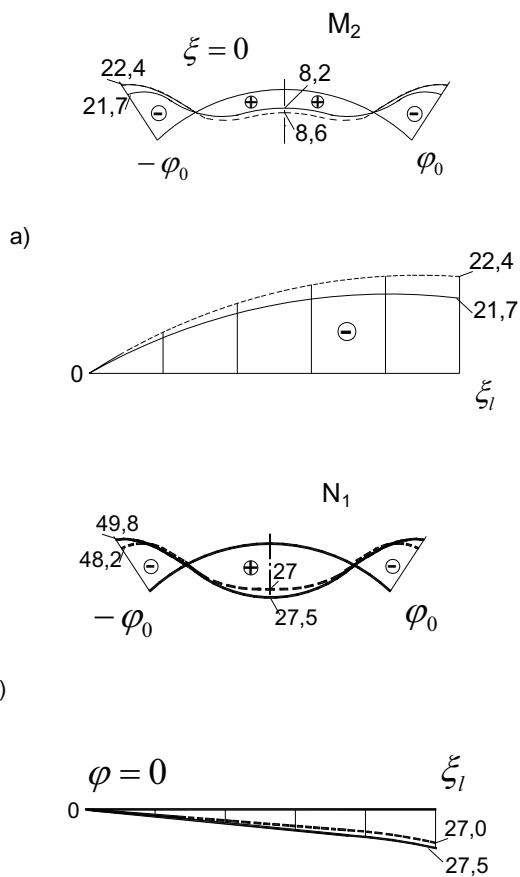 M₂
ξ = 0
22,4
8,2
21,7
8,6
−φ₀
φ₀
a)
22,4
21,7
0
ξₗ
N₁
49,8
48,2
27
27,5
−φ₀
φ₀
)
φ = 0
ξₗ
0
27,0
27,5